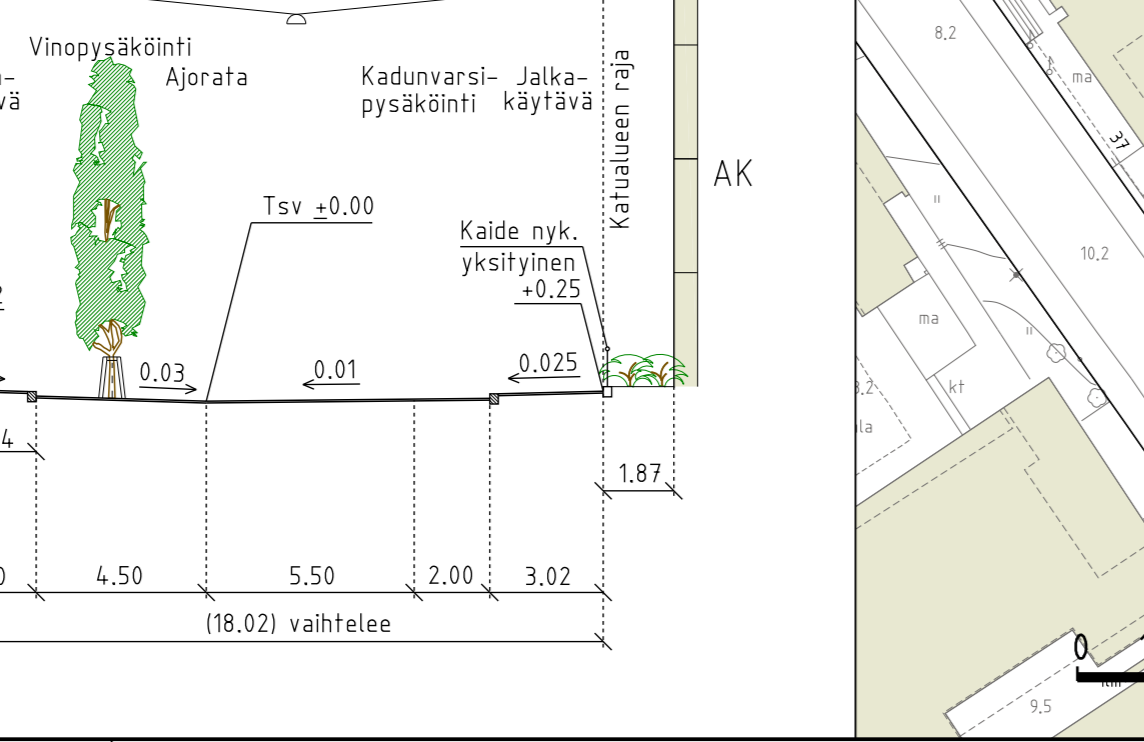 Vinopysäköinti
Ajorata
Kadunvarsi-
pysäköinti
Jalka-
käytävä
Katualueen raja
AK
Tsv ±0.00
Kaide nyk.
yksityinen
+0.25
0.03
0.01
0.025
4
1.87
4.50
5.50
2.00
3.02
(18.02) vaihtelee
8.2
ma
37
10.2
ma
kt
9.5
0